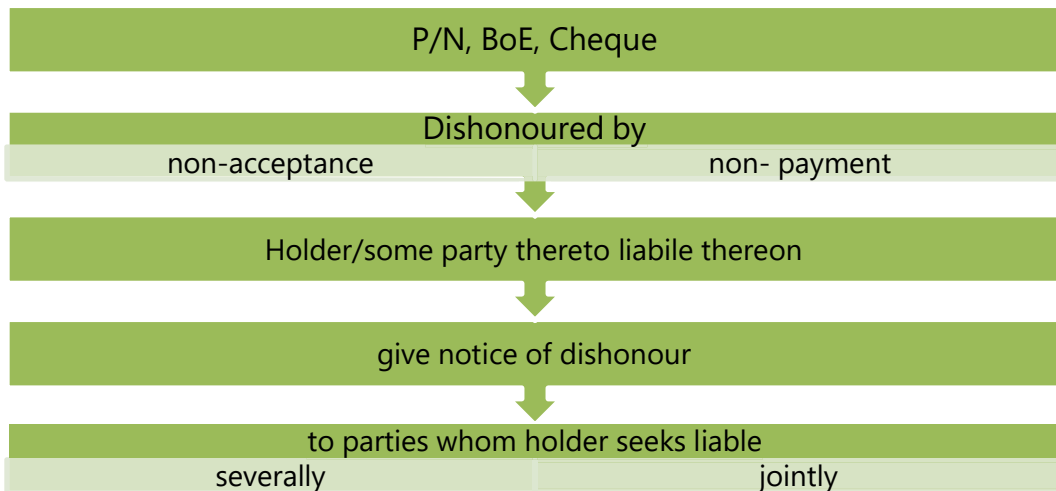 P/N, BoE, Cheque
Dishonoured by
non-acceptance non- payment
Holder/some party thereto liabile thereon
give notice of dishonour
to parties whom holder seeks liable
severally jointly